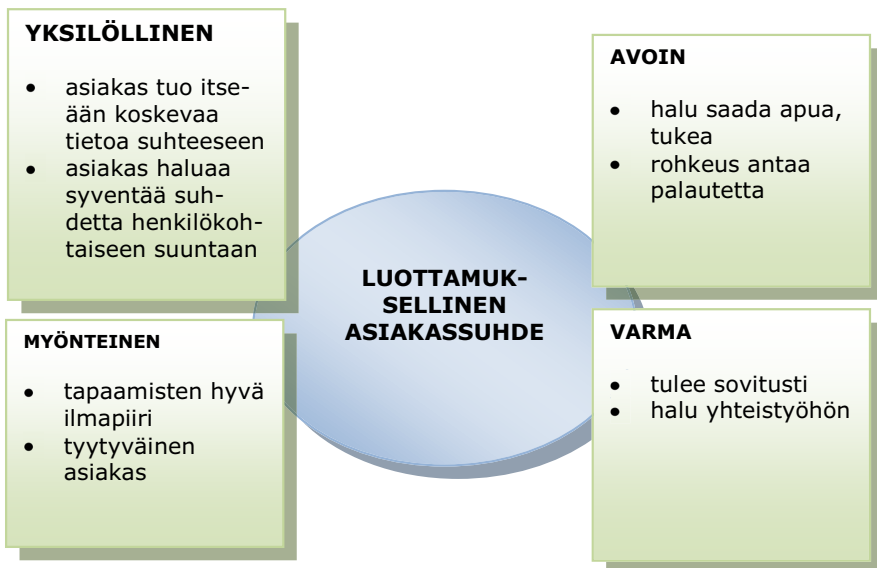 YKSILÖLLINEN
• asiakas tuo itse-
ään koskevaa
tietoa suhteeseen
• asiakas haluaa
syventää suh-
detta henkilökoh-
taiseen suuntaan
AVOIN
• halu saada apua,
tukea
• rohkeus antaa
palautetta
LUOTTAMUK-
SELLINEN
ASIAKASSUHDE
MYÖNTEINEN
• tapaamisten hyvä
ilmapiiri
• tyytyväinen
asiakas
VARMA
• tulee sovitusti
• halu yhteistyöhön